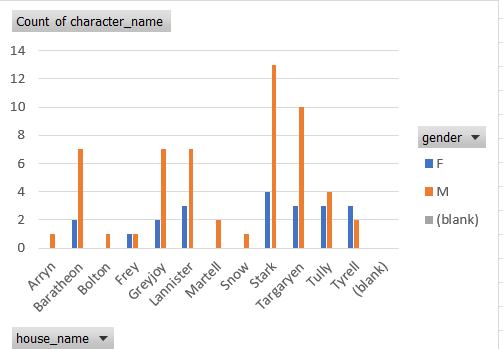 Count of character_name
14
12
10
8
6
4
2
0
Arryn
Baratheon
Bolton
Frey
Greyjoy
Lannister
Martell
Snow
Stark
Targaryen
Tully
Tyrell
(blank)
gender
F
M
(blank)
house_name